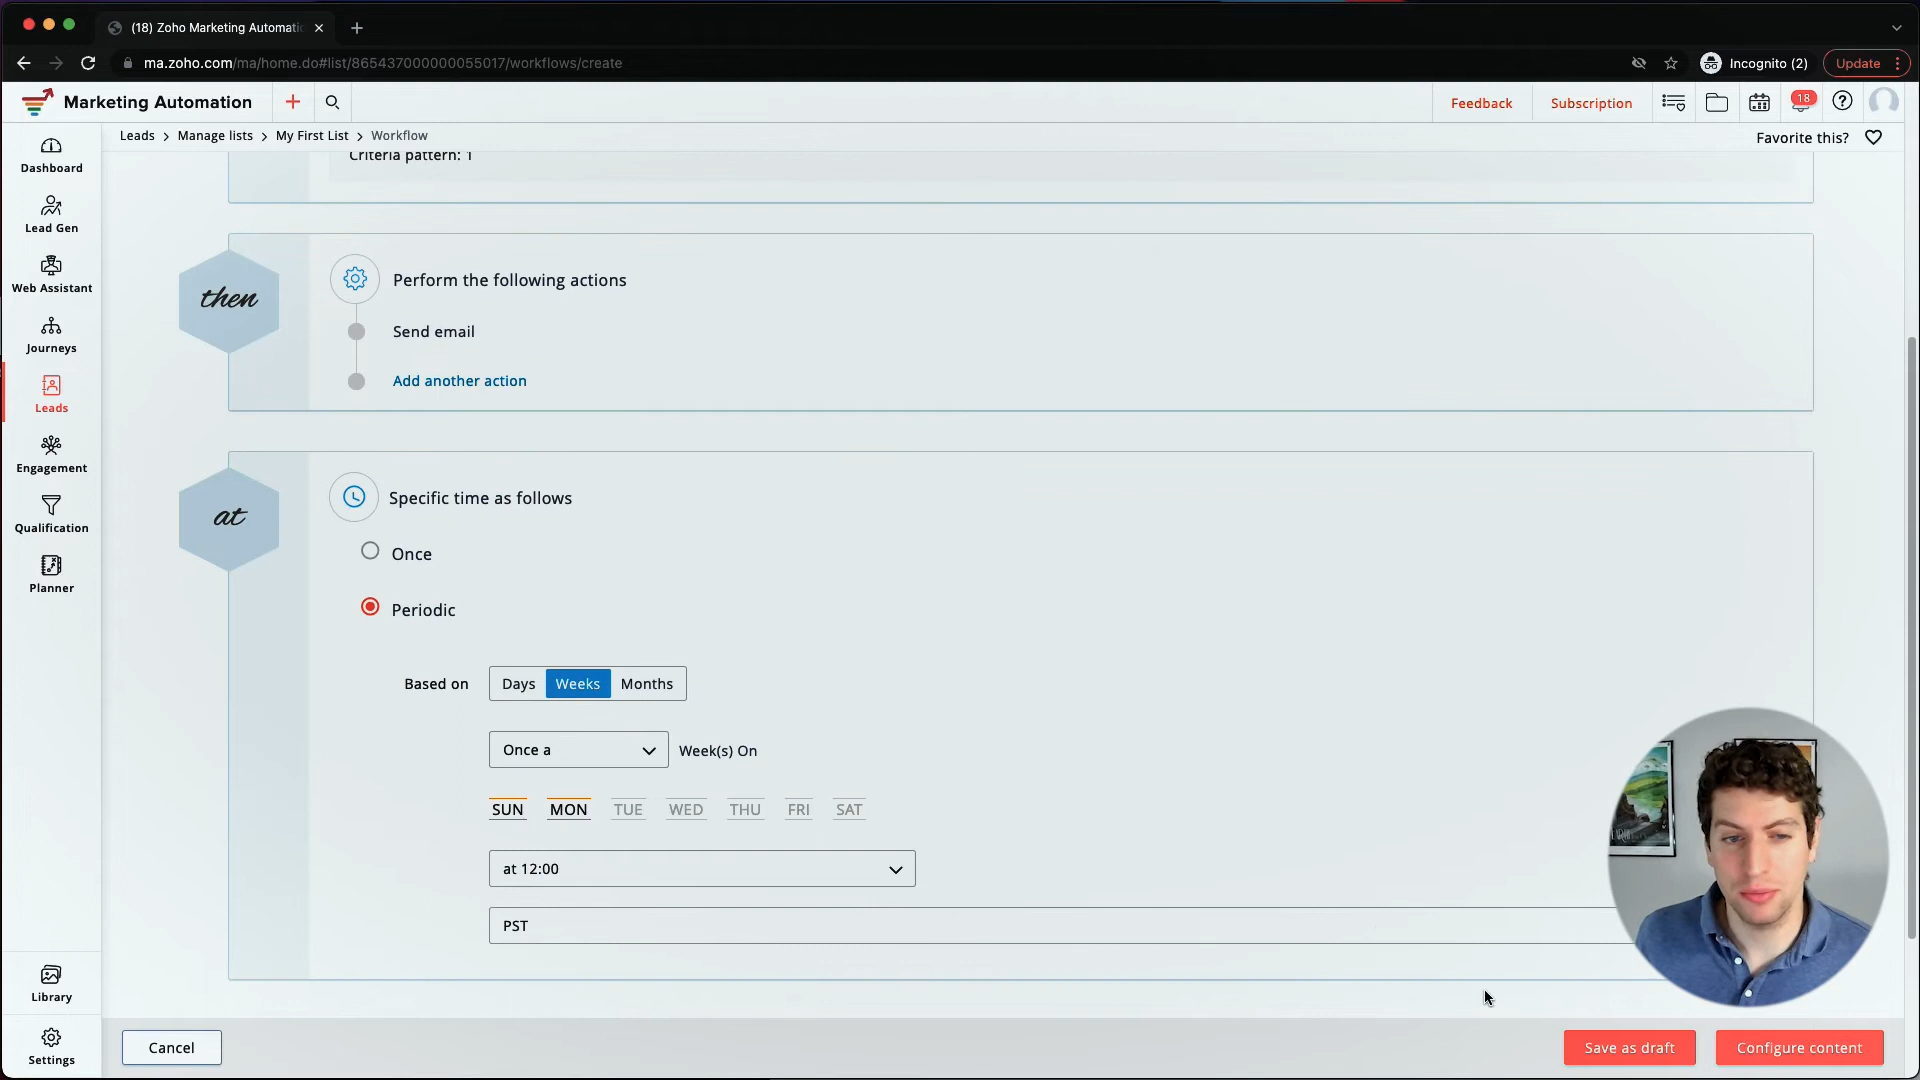 (18) Zoho Marketing Automati
ma.zoho.com/ma/home.do#list/865437000000055017/workflows/create
Incognito (2)
Update
Marketing Automation
Feedback
Subscription
18
Leads > Manage lists > My First List > Workflow
Favorite this?
Dashboard
Lead Gen
Web Assistant
Journeys
Leads
Engagement
Qualification
Planner
Library
Settings
Criteria pattern: 1
then
Perform the following actions
Send email
Add another action
at
Specific time as follows
Once
Periodic
Based on
Days Weeks Months
Once a
Week(s) On
SUN MON TUE WED THU FRI SAT
at 12:00
PST
Cancel
Save as draft
Configure content